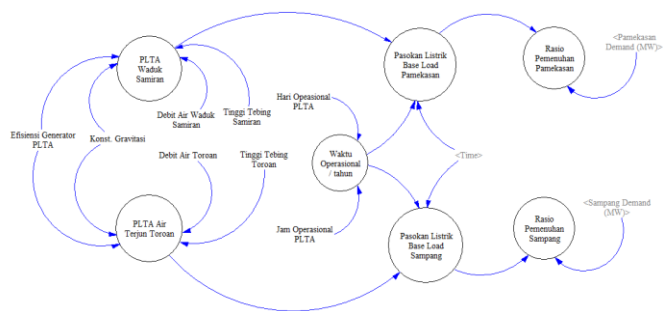 PLTA
Waduk
Samiran
Pasokan Listrik
Base Load
Pamekasan
Rasio
Pemenuhan
Pamekasan
<Pamekasan
Demand (MW)>
Debit Air Waduk
Samiran
Tinggi Tebing
Samiran
Hari Operasional
PLTA
Efisiensi Generator
PLTA
Konst. Gravitasi
Debit Air Toroan
Tinggi Tebing
Toroan
Waktu
Operasional
/ tahun
<Time>
PLTA Air
Terjun Toroan
Jam Operasional
PLTA
Pasokan Listrik
Base Load
Sampang
Rasio
Pemenuhan
Sampang
<Sampang Demand
(MW)>